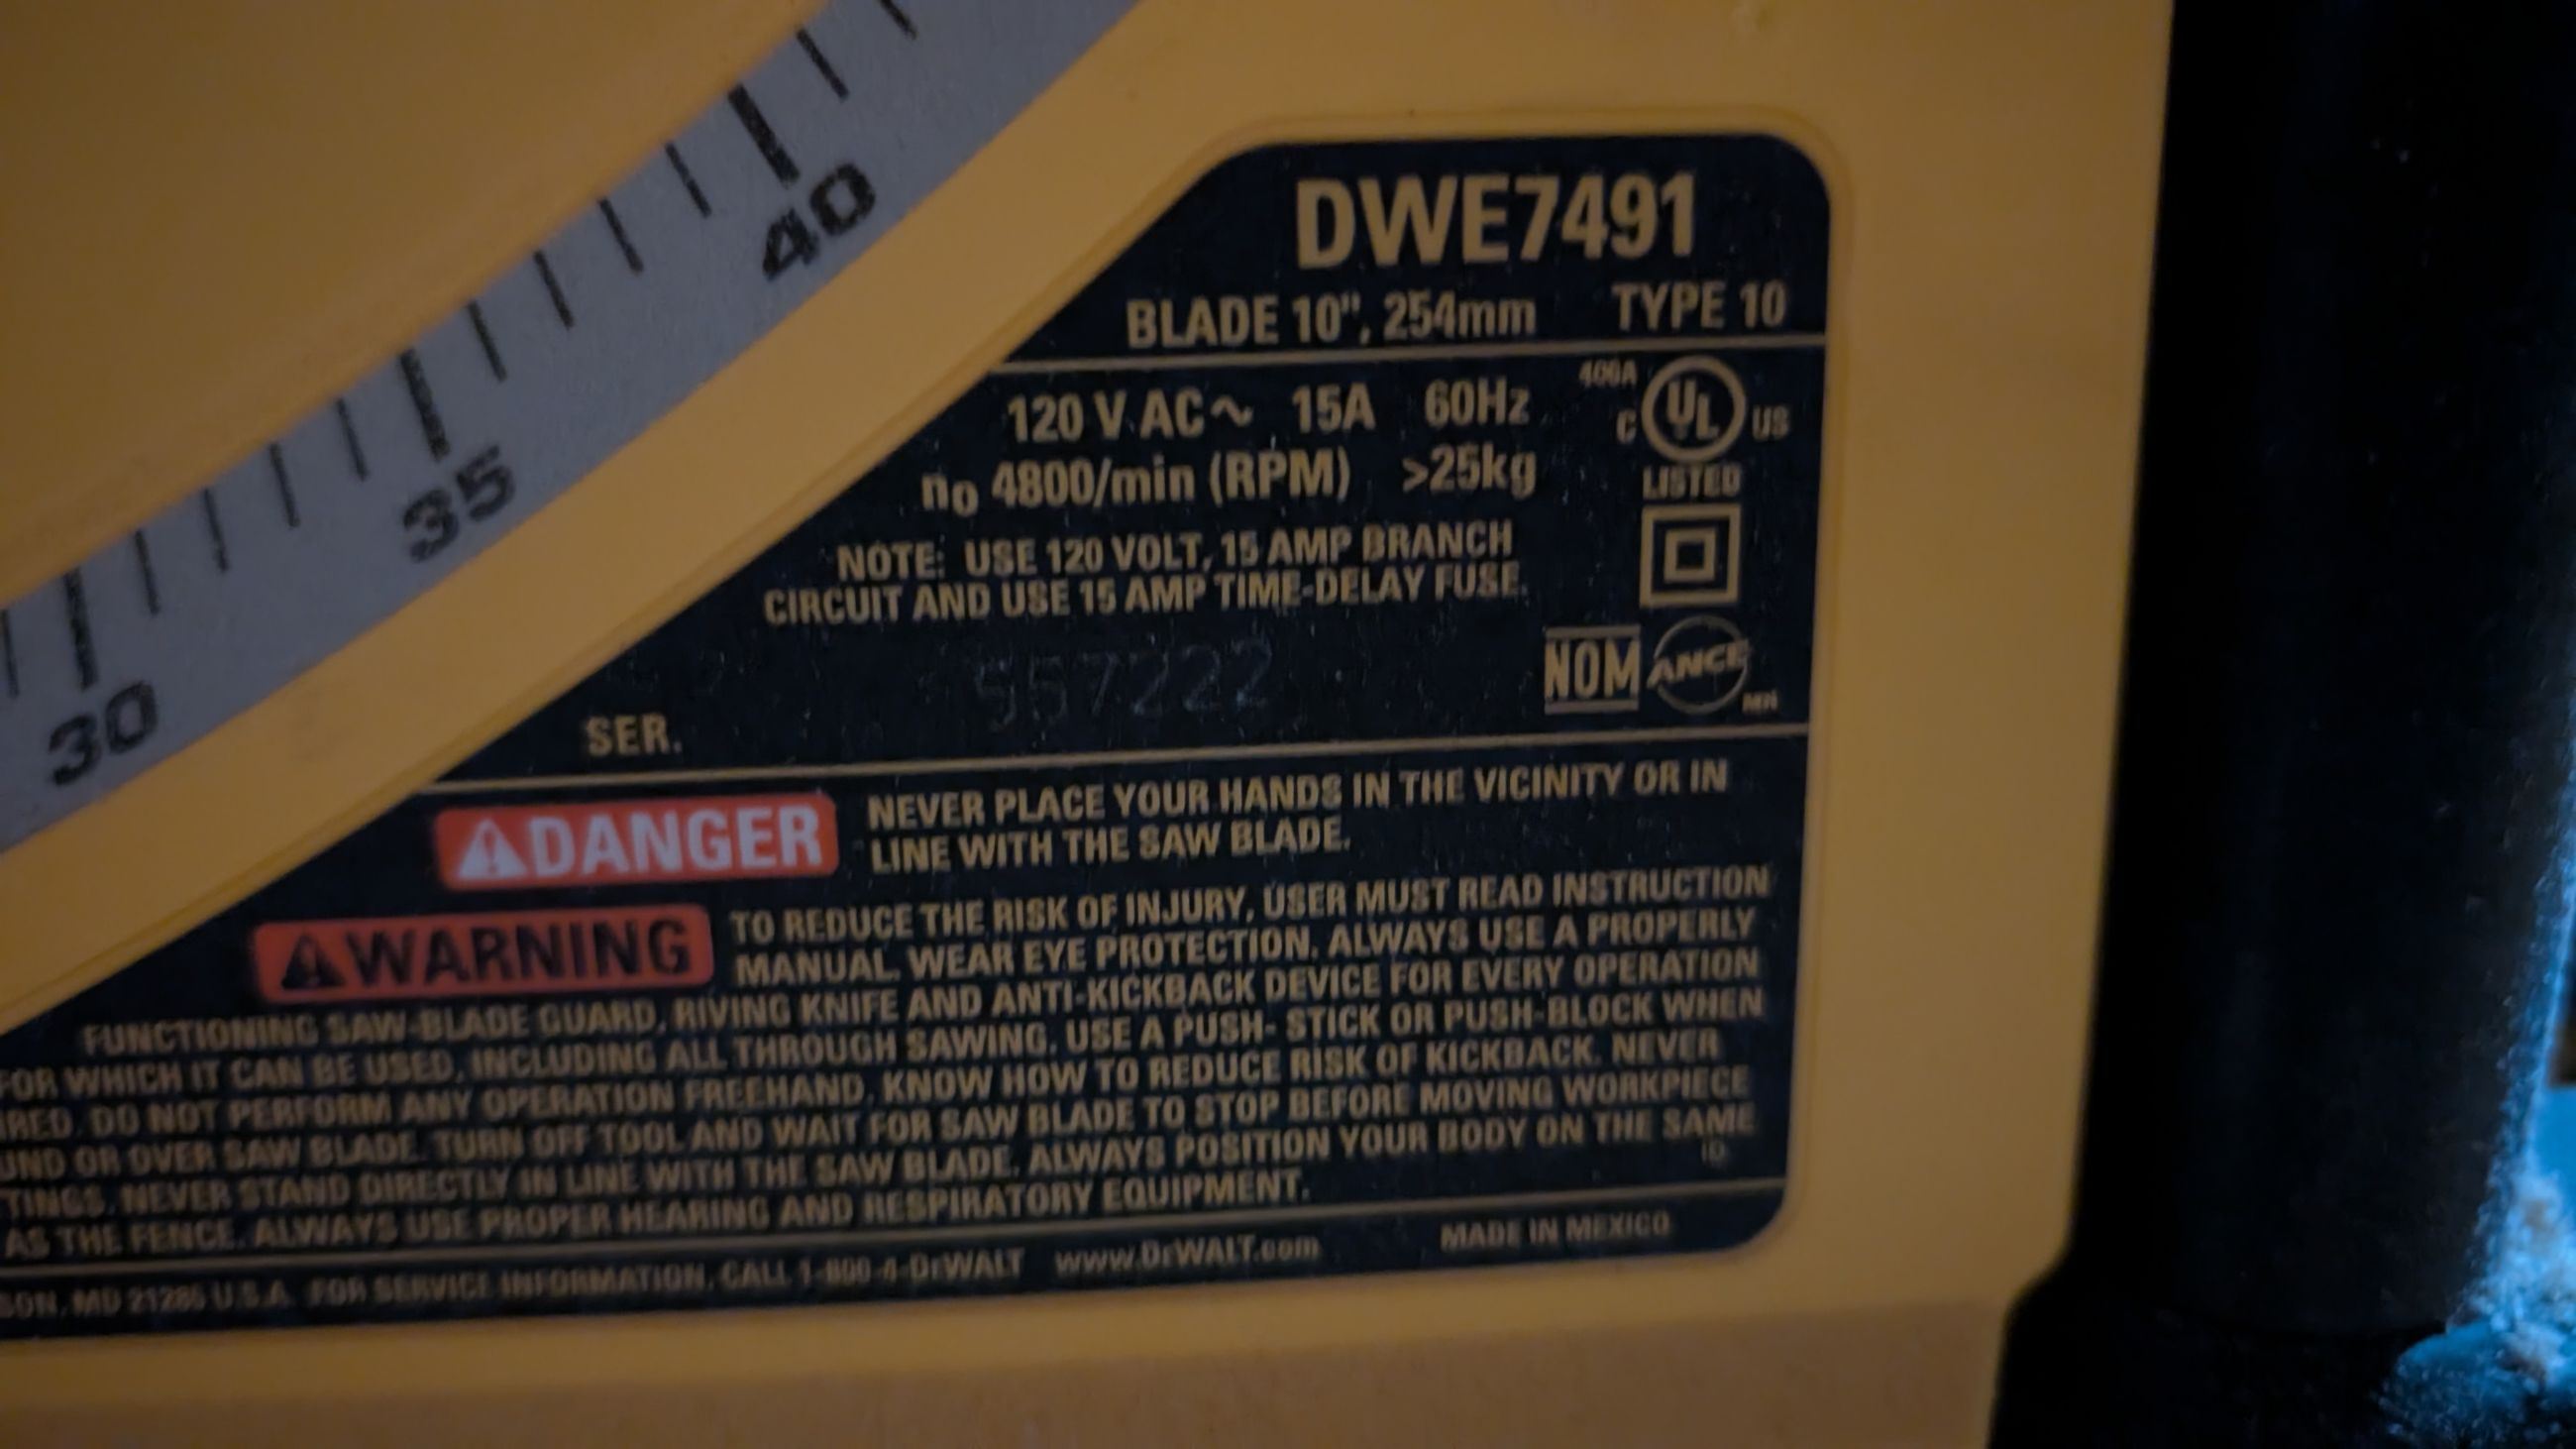 40
35
30
DWE7491
BLADE 10", 254mm TYPE 10
120 V AC ~ 15A 60Hz
n₀ 4800/min (RPM) >25kg
406A
C UL US
LISTED
NOTE: USE 120 VOLT, 15 AMP BRANCH
CIRCUIT AND USE 15 AMP TIME-DELAY FUSE.
NOM ANCE
SER. 557222
DANGER NEVER PLACE YOUR HANDS IN THE VICINITY OR IN
LINE WITH THE SAW BLADE.
WARNING TO REDUCE THE RISK OF INJURY, USER MUST READ INSTRUCTION
MANUAL. WEAR EYE PROTECTION. ALWAYS USE A PROPERLY
FUNCTIONING SAW-BLADE GUARD, RIVING KNIFE AND ANTI-KICKBACK DEVICE FOR EVERY OPERATION
FOR WHICH IT CAN BE USED, INCLUDING ALL THROUGH SAWING. USE A PUSH- STICK OR PUSH-BLOCK WHEN
IRED. DO NOT PERFORM ANY OPERATION FREEHAND. KNOW HOW TO REDUCE RISK OF KICKBACK. NEVER
UND OR OVER SAW BLADE. TURN OFF TOOL AND WAIT FOR SAW BLADE TO STOP BEFORE MOVING WORKPIECE
TINGS. NEVER STAND DIRECTLY IN LINE WITH THE SAW BLADE. ALWAYS POSITION YOUR BODY ON THE SAME
AS THE FENCE. ALWAYS USE PROPER HEARING AND RESPIRATORY EQUIPMENT.
SON, MD 21286 U.S.A. FOR SERVICE INFORMATION, CALL 1-800-4-DeWALT www.DeWALT.com MADE IN MEXICO